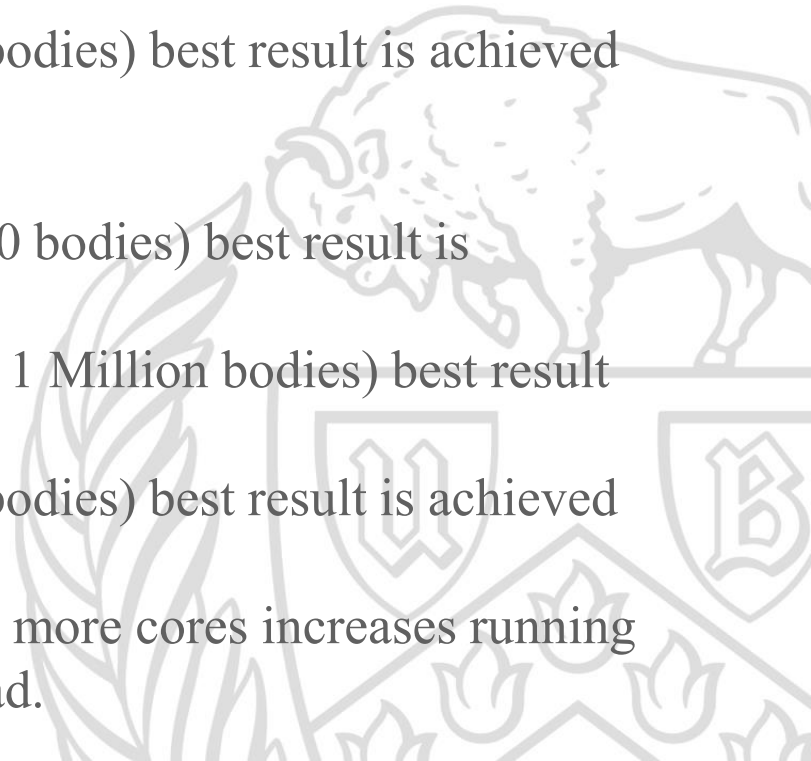 bodies) best result is achieved
0 bodies) best result is
1 Million bodies) best result
bodies) best result is achieved
more cores increases running
ad.
U B